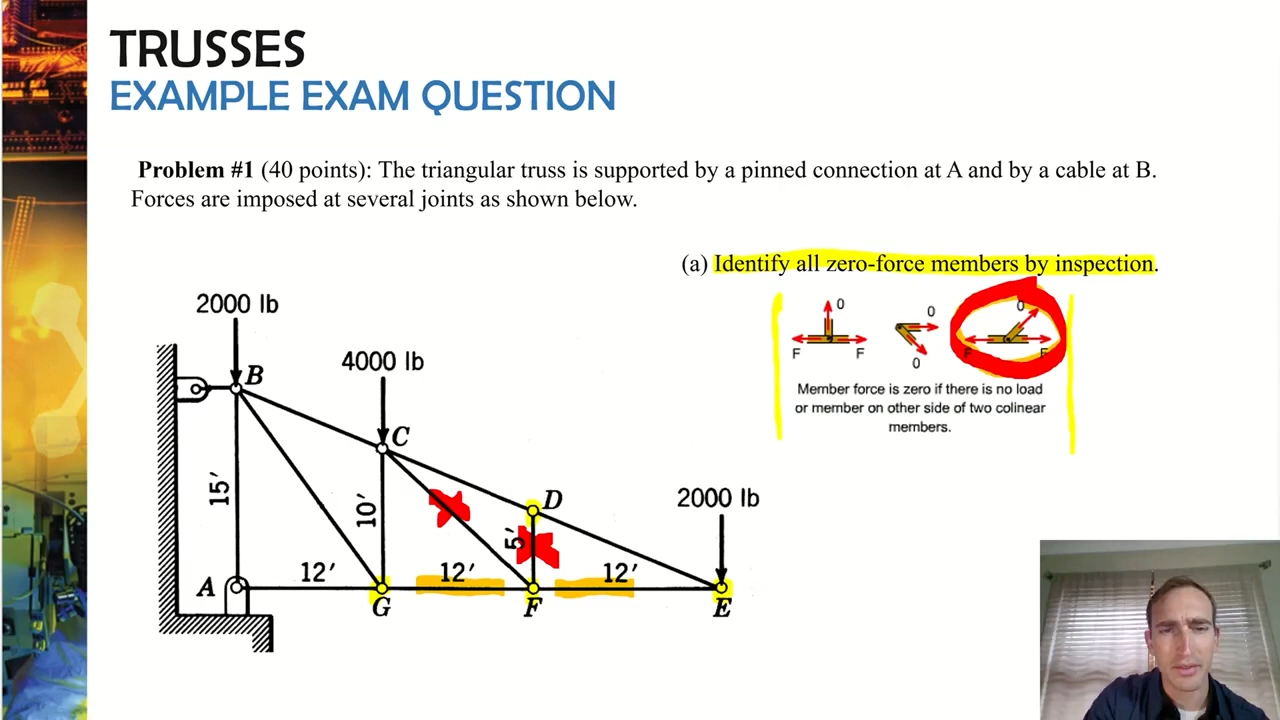 TRUSSES
EXAMPLE EXAM QUESTION
Problem #1 (40 points): The triangular truss is supported by a pinned connection at A and by a cable at B.
Forces are imposed at several joints as shown below.
(a) Identify all zero-force members by inspection.
0
F
F
0
0
0
F
F
Member force is zero if there is no load
or member on other side of two colinear
members.
2000 lb
4000 lb
B
C
15'
10'
D
2000 lb
5'
A
12'
12'
12'
G
F
E